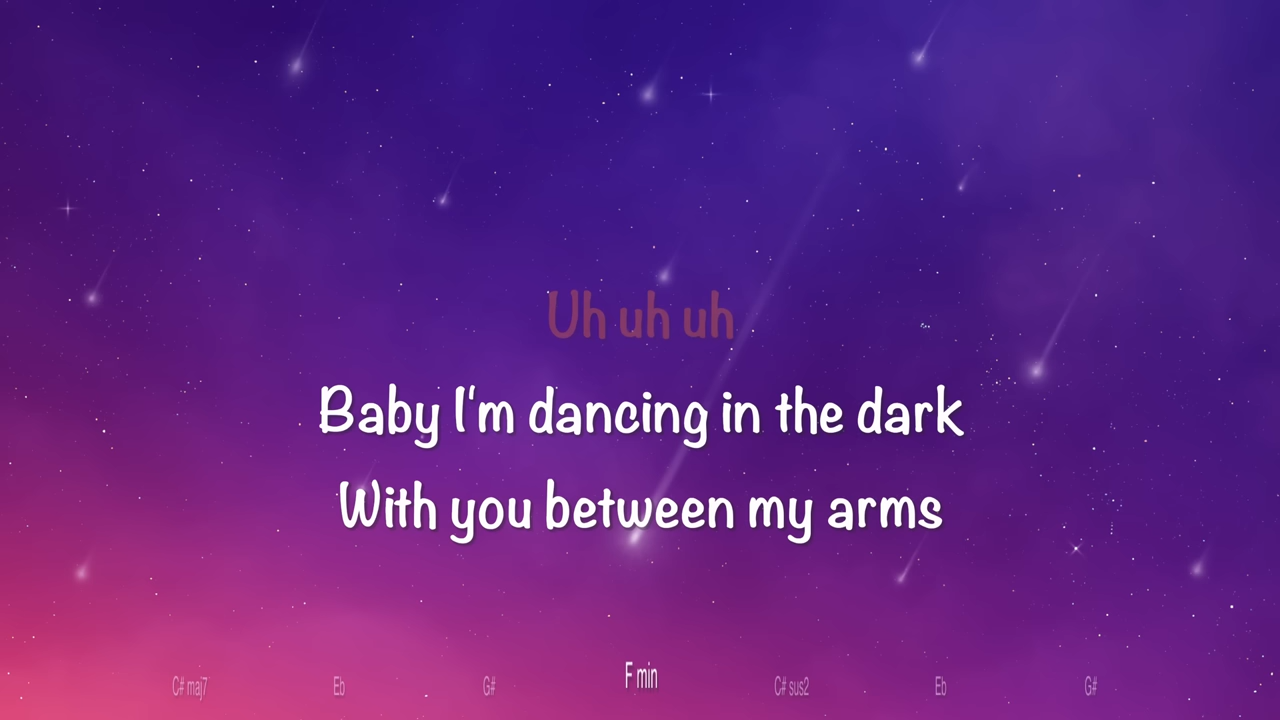 Uh uh uh
Baby I'm dancing in the dark
With you between my arms
C# maj7 Eb G# F min C# sus2 Eb G#